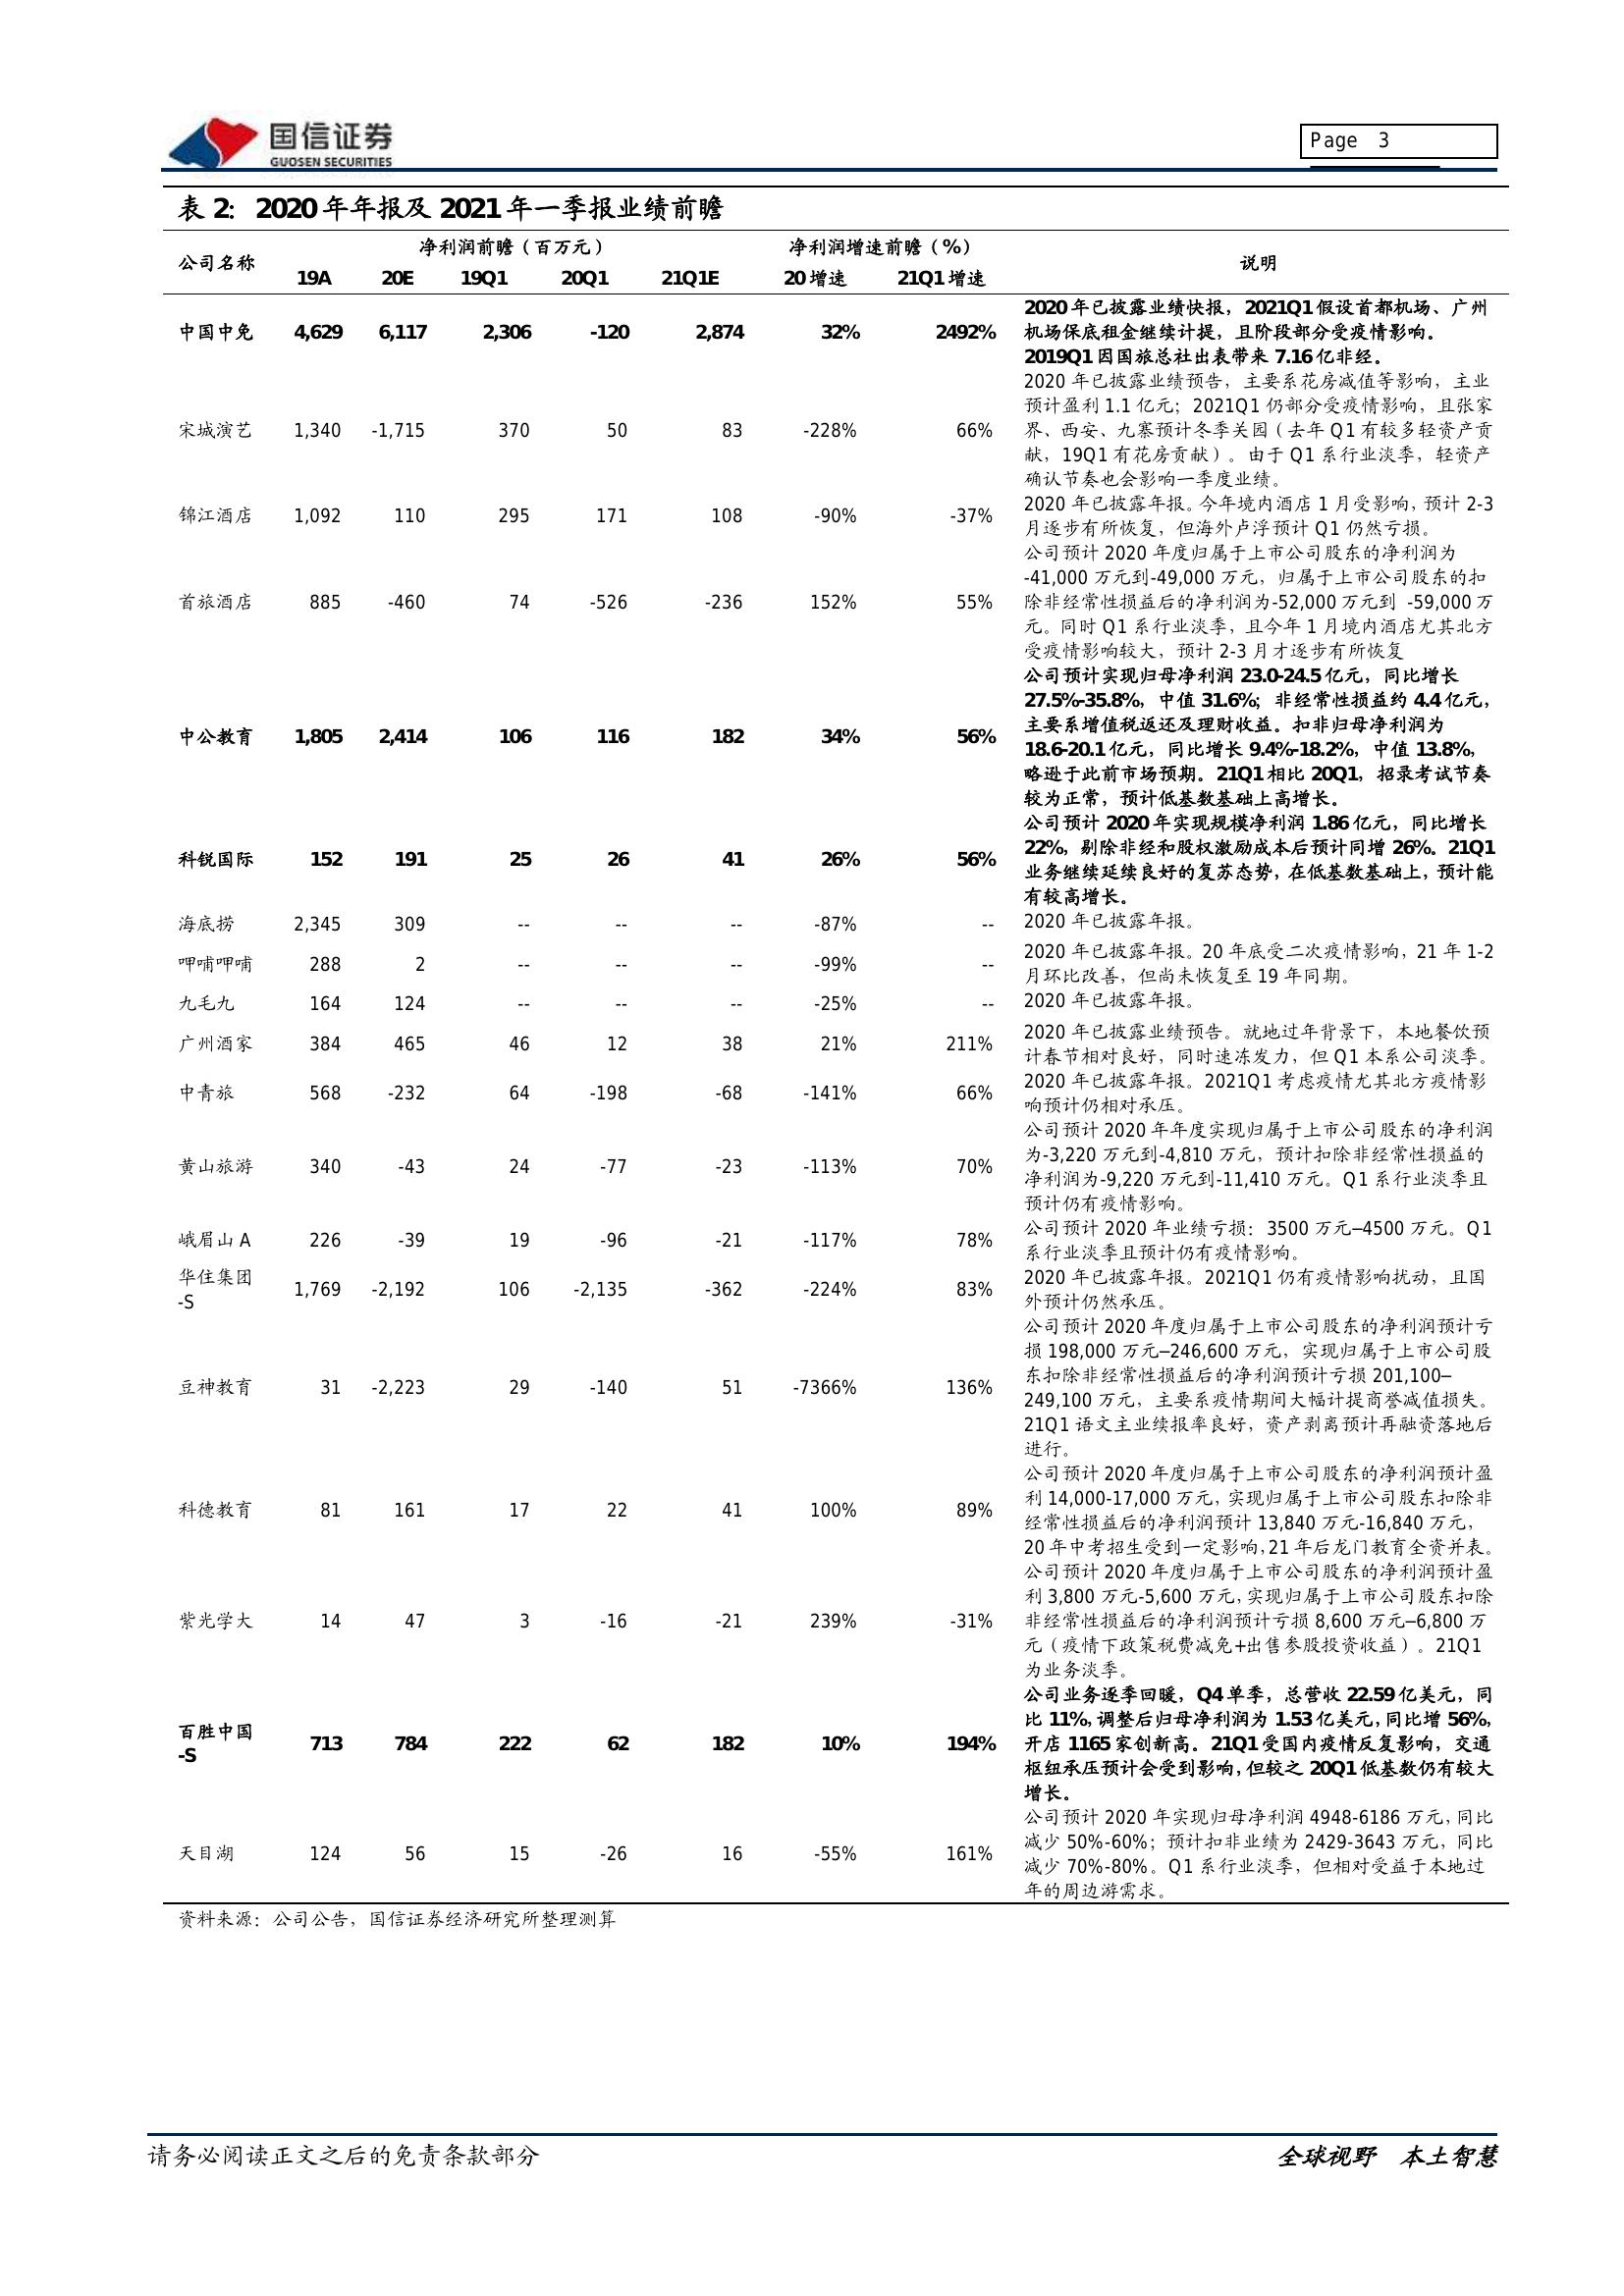 国信证券
GUOSEN SECURITIES
Page 3
表 2：2020 年年报及 2021 年一季报业绩前瞻
公司名称 净利润前瞻（百万元） 净利润增速前瞻（%） 说明
19A 20E 19Q1 20Q1 21Q1E 20 增速 21Q1 增速
中国中免 4,629 6,117 2,306 -120 2,874 32% 2492%
2020 年已披露业绩快报，2021Q1 假设首都机场、广州
机场保底租金继续计提，且阶段部分受疫情影响。
2019Q1 因国旅总社出表带来 7.16 亿非经。
宋城演艺 1,340 -1,715 370 50 83 -228% 66%
2020 年已披露业绩预告，主要系花房减值等影响，主业
预计盈利 1.1 亿元；2021Q1 仍部分受疫情影响，且张家
界、西安、九寨预计冬季关园（去年 Q1 有较多轻资产贡
献，19Q1 有花房贡献）。由于 Q1 系行业淡季，轻资产
确认节奏也会影响一季度业绩。
锦江酒店 1,092 110 295 171 108 -90% -37%
2020 年已披露年报。今年境内酒店 1 月受影响，预计 2-3
月逐步有所恢复，但海外卢浮预计 Q1 仍然亏损。
首旅酒店 885 -460 74 -526 -236 152% 55%
公司预计 2020 年度归属于上市公司股东的净利润为
-41,000 万元到-49,000 万元，归属于上市公司股东的扣
除非经常性损益后的净利润为-52,000 万元到 -59,000 万
元。同时 Q1 系行业淡季，且今年 1 月境内酒店尤其北方
受疫情影响较大，预计 2-3 月才逐步有所恢复
中公教育 1,805 2,414 106 116 182 34% 56%
公司预计实现归母净利润 23.0-24.5 亿元，同比增长
27.5%-35.8%，中值 31.6%；非经常性损益约 4.4 亿元，
主要系增值税返还及理财收益。扣非归母净利润为
18.6-20.1 亿元，同比增长 9.4%-18.2%，中值 13.8%，
略逊于此前市场预期。21Q1 相比 20Q1，招录考试节奏
较为正常，预计低基数基础上高增长。
科锐国际 152 191 25 26 41 26% 56%
公司预计 2020 年实现规模净利润 1.86 亿元，同比增长
22%，剔除非经和股权激励成本后预计同增 26%。21Q1
业务继续延续良好的复苏态势，在低基数基础上，预计能
有较高增长。
海底捞 2,345 309 -- -- -- -87% --
2020 年已披露年报。
呷哺呷哺 288 2 -- -- -- -99% --
2020 年已披露年报。20 年底受二次疫情影响，21 年 1-2
月环比改善，但尚未恢复至 19 年同期。
九毛九 164 124 -- -- -- -25% --
2020 年已披露年报。
广州酒家 384 465 46 12 38 21% 211%
2020 年已披露业绩预告。就地过年背景下，本地餐饮预
计春节相对良好，同时速冻发力，但 Q1 本系公司淡季。
中青旅 568 -232 64 -198 -68 -141% 66%
2020 年已披露年报。2021Q1 考虑疫情尤其北方疫情影
响预计仍相对承压。
黄山旅游 340 -43 24 -77 -23 -113% 70%
公司预计 2020 年年度实现归属于上市公司股东的净利润
为-3,220 万元到-4,810 万元，预计扣除非经常性损益的
净利润为-9,220 万元到-11,410 万元。Q1 系行业淡季且
预计仍有疫情影响。
峨眉山 A 226 -39 19 -96 -21 -117% 78%
公司预计 2020 年业绩亏损：3500 万元–4500 万元。Q1
系行业淡季且预计仍有疫情影响。
华住集团
-S 1,769 -2,192 106 -2,135 -362 -224% 83%
2020 年已披露年报。2021Q1 仍有疫情影响扰动，且国
外预计仍然承压。
豆神教育 31 -2,223 29 -140 51 -7366% 136%
公司预计 2020 年度归属于上市公司股东的净利润预计亏
损 198,000 万元–246,600 万元，实现归属于上市公司股
东扣除非经常性损益后的净利润预计亏损 201,100–
249,100 万元，主要系疫情期间大幅计提商誉减值损失。
21Q1 语文主业续报率良好，资产剥离预计再融资落地后
进行。
科德教育 81 161 17 22 41 100% 89%
公司预计 2020 年度归属于上市公司股东的净利润预计盈
利 14,000-17,000 万元，实现归属于上市公司股东扣除非
经常性损益后的净利润预计 13,840 万元-16,840 万元，
20 年中考招生受到一定影响，21 年后龙门教育全资并表。
紫光学大 14 47 3 -16 -21 239% -31%
公司预计 2020 年度归属于上市公司股东的净利润预计盈
利 3,800 万元-5,600 万元，实现归属于上市公司股东扣除
非经常性损益后的净利润预计亏损 8,600 万元–6,800 万
元（疫情下政策税费减免+出售参股投资收益）。21Q1
为业务淡季。
百胜中国
-S 713 784 222 62 182 10% 194%
公司业务逐季回暖，Q4 单季，总营收 22.59 亿美元，同
比 11%，调整后归母净利润为 1.53 亿美元，同比增 56%，
开店 1165 家创新高。21Q1 受国内疫情反复影响，交通
枢纽承压预计会受到影响，但较之 20Q1 低基数仍有较大
增长。
天目湖 124 56 15 -26 16 -55% 161%
公司预计 2020 年实现归母净利润 4948-6186 万元，同比
减少 50%-60%；预计扣非业绩为 2429-3643 万元，同比
减少 70%-80%。Q1 系行业淡季，但相对受益于本地过
年的周边游需求。
资料来源：公司公告，国信证券经济研究所整理测算
请务必阅读正文之后的免责条款部分
全球视野 本土智慧